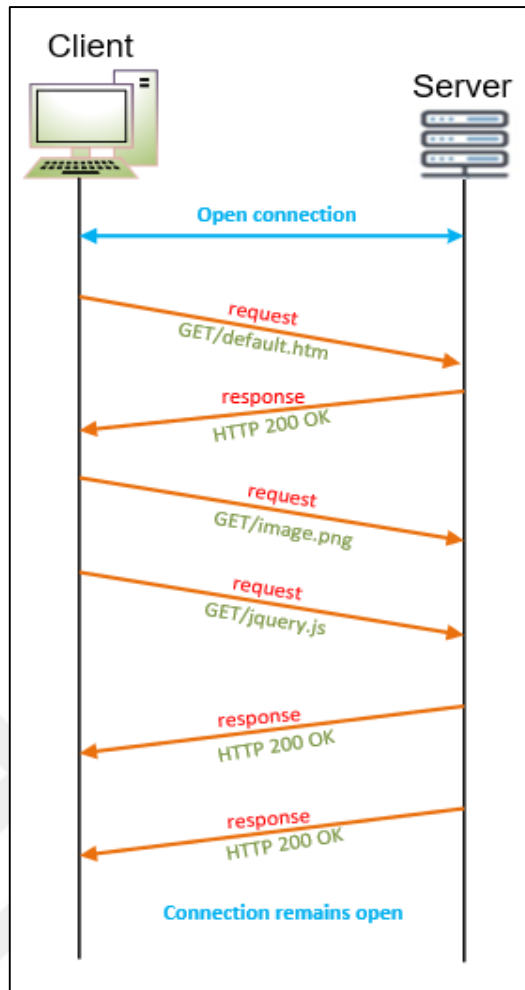 Client
Server
Open connection
request
GET/default.htm
response
HTTP 200 OK
request
GET/image.png
request
GET/jquery.js
response
HTTP 200 OK
response
HTTP 200 OK
Connection remains open